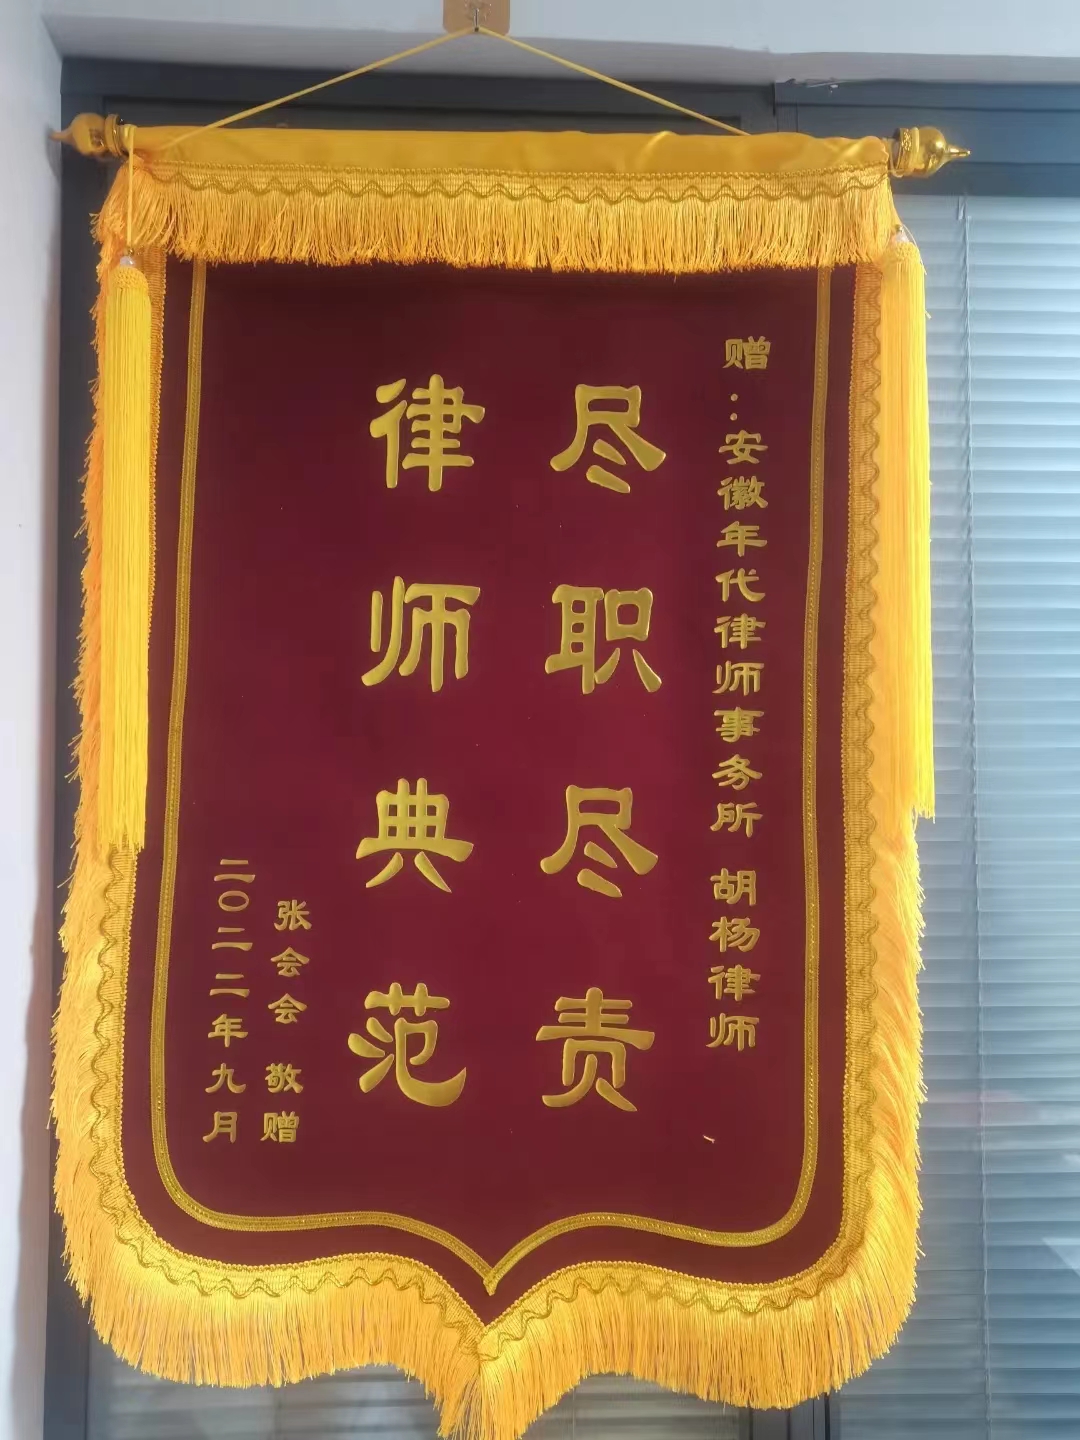 赠:安徽年代律师事务所 胡杨律师
尽职尽责
律师典范
张会会 敬赠
二〇二二年九月